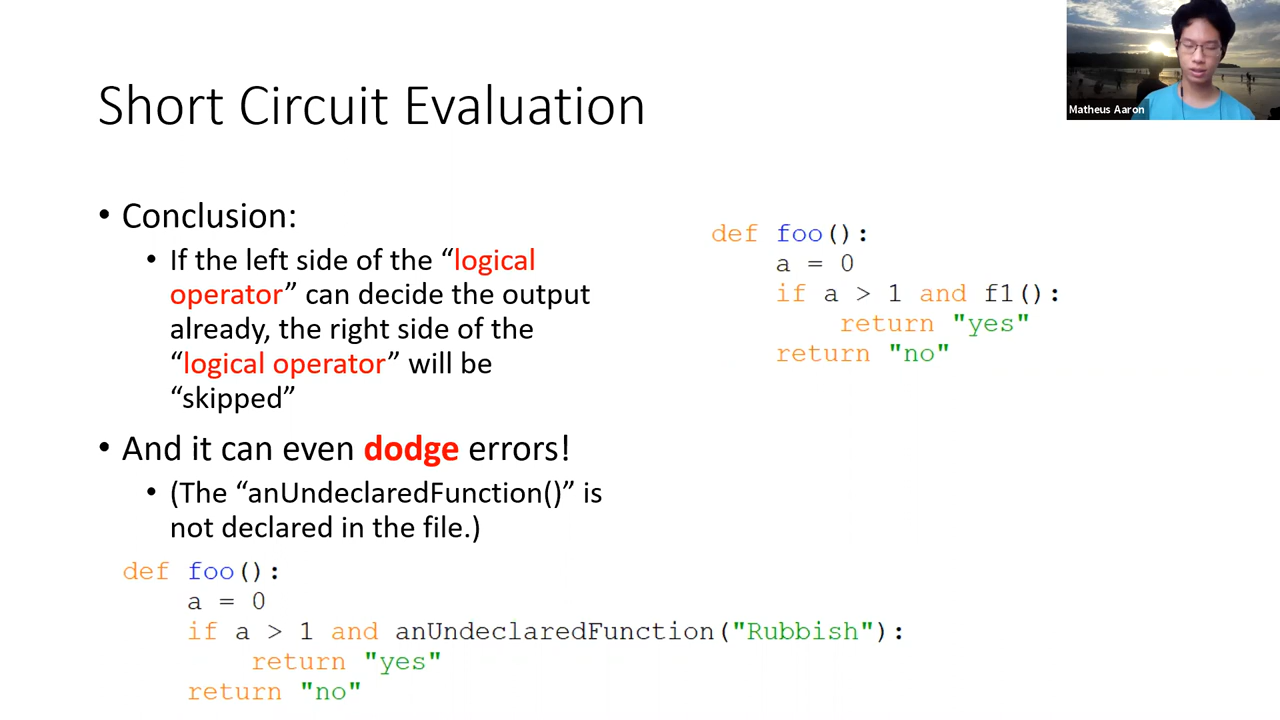 Matheus Aaron
Short Circuit Evaluation
• Conclusion:
• If the left side of the “logical
operator” can decide the output
already, the right side of the
“logical operator” will be
“skipped”
• And it can even dodge errors!
• (The “anUndeclaredFunction()” is
not declared in the file.)
def foo():
    a = 0
    if a > 1 and f1():
        return "yes"
    return "no"
def foo():
    a = 0
    if a > 1 and anUndeclaredFunction("Rubbish"):
        return "yes"
    return "no"